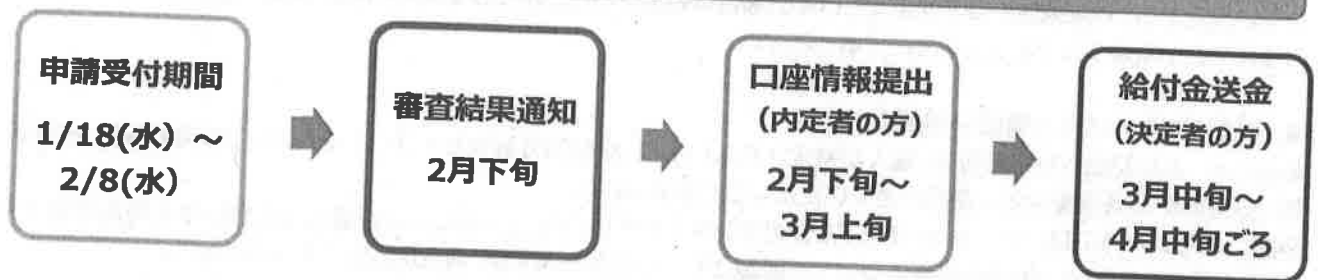 申請受付期間
1/18(水)～
2/8(水)
審査結果通知
2月下旬
口座情報提出
(内定者の方)
2月下旬～
3月上旬
給付金送金
(決定者の方)
3月中旬～
4月中旬ごろ